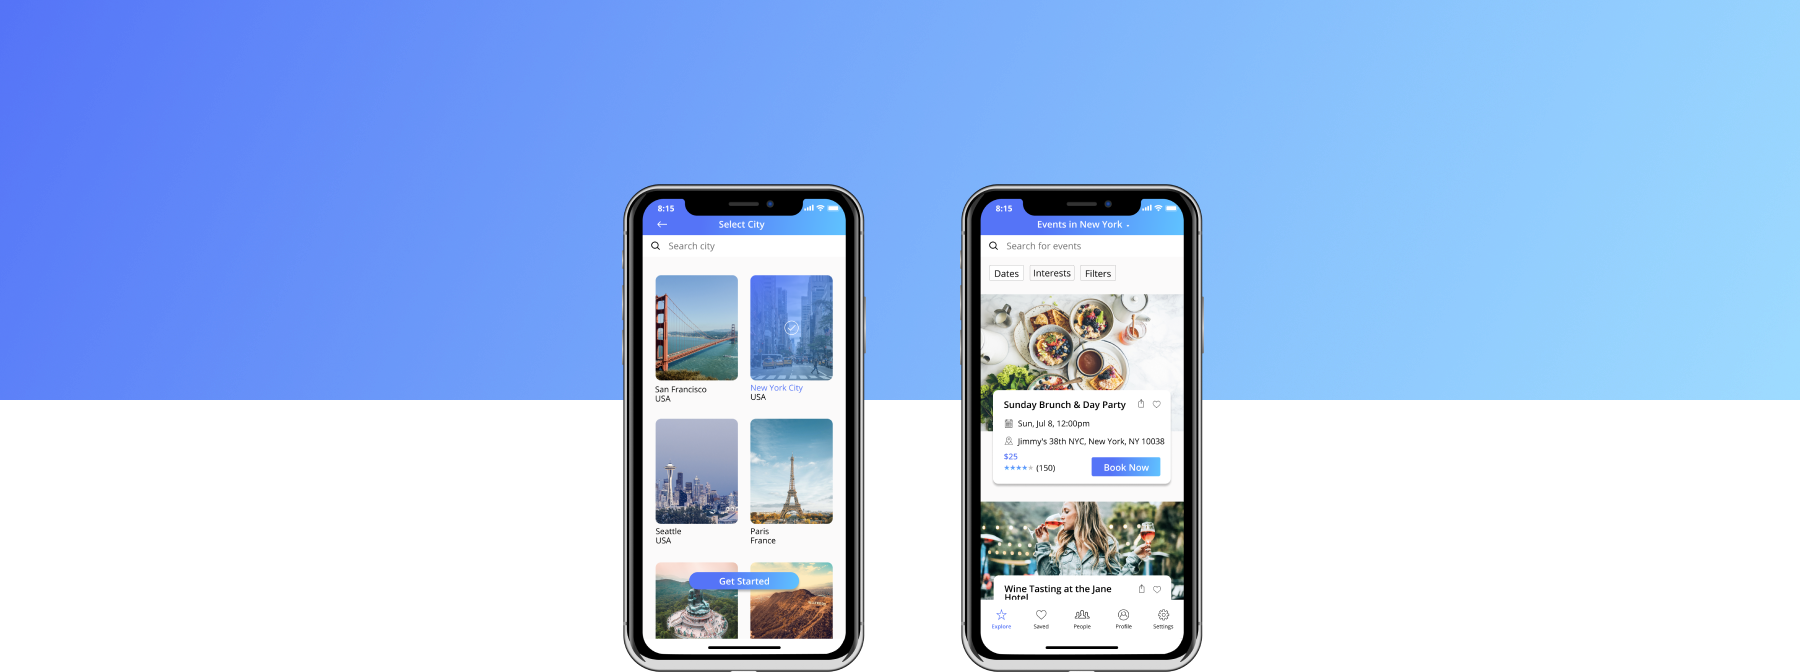 8:15
Select City
Search city
San Francisco
USA
New York City
USA
Seattle
USA
Paris
France
Get Started
8:15
Events in New York
Search for events
Dates Interests Filters
Sunday Brunch & Day Party
Sun, Jul 8, 12:00pm
Jimmy's 38th NYC, New York, NY 10038
$25
(150)
Book Now
Wine Tasting at the Jane
Hotel
Explore Saved People Profile Settings